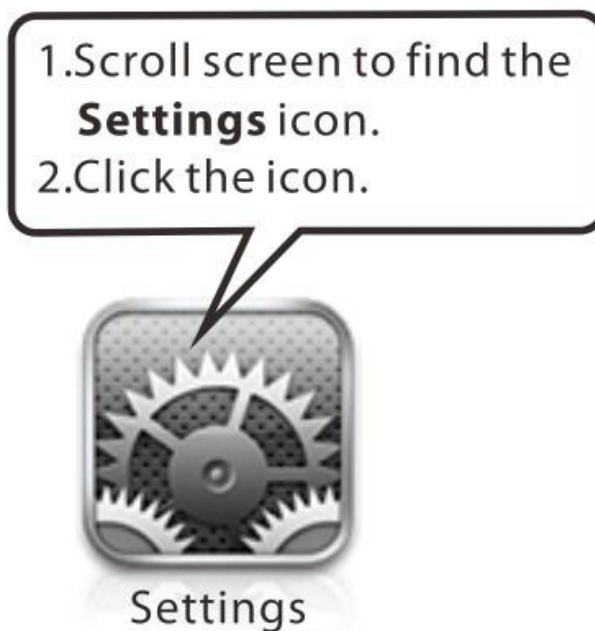 1.Scroll screen to find the
Settings icon.
2.Click the icon.
Settings